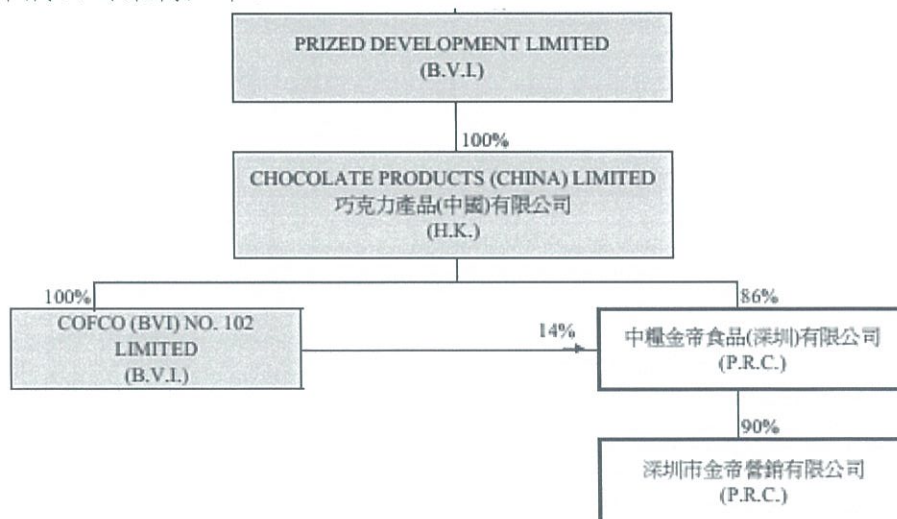 PRIZED DEVELOPMENT LIMITED
(B.V.I.)
100%
CHOCOLATE PRODUCTS (CHINA) LIMITED
巧克力產品(中國)有限公司
(H.K.)
100%
86%
COFCO (BVI) NO. 102
LIMITED
(B.V.I.)
14%
中糧金帝食品(深圳)有限公司
(P.R.C.)
90%
深圳市金帝營銷有限公司
(P.R.C.)